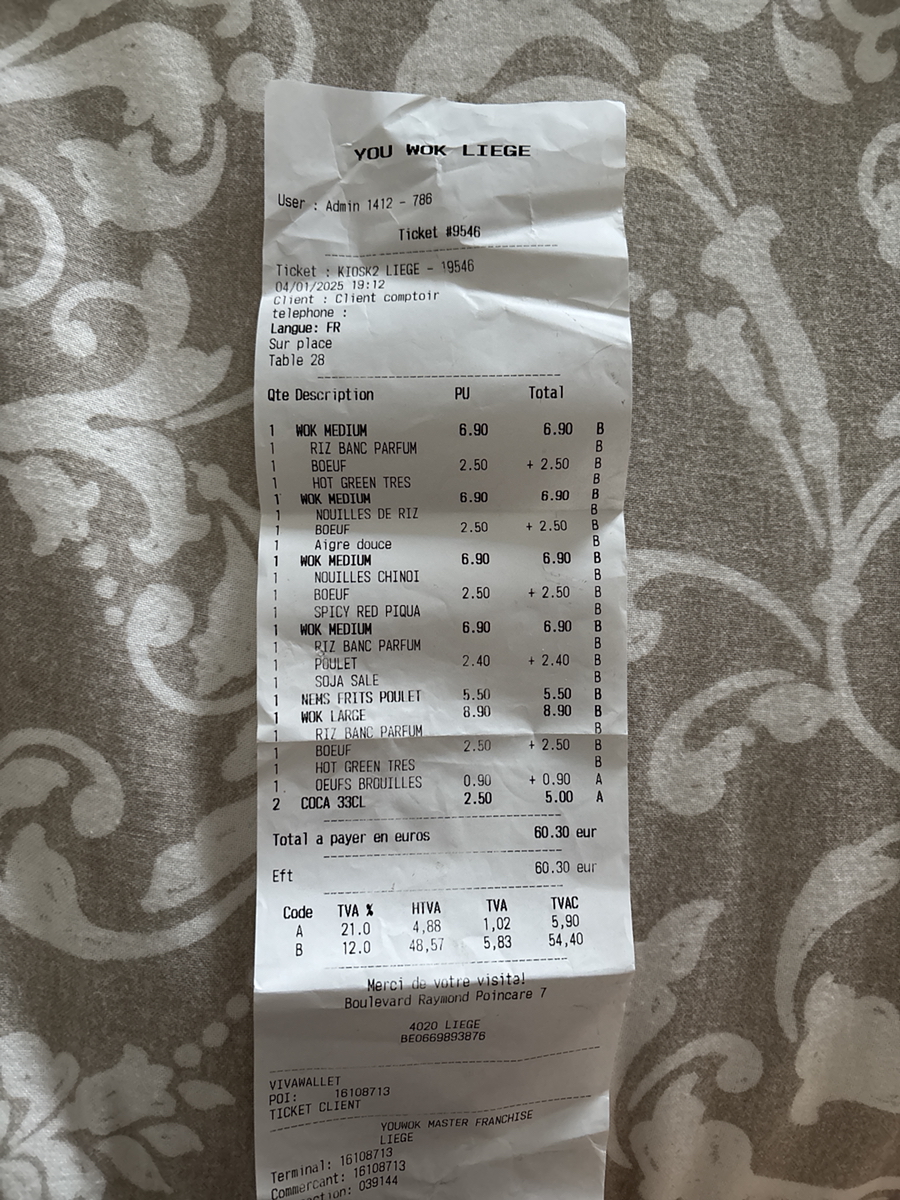 YOU WOK LIEGE
User : Admin 1412 - 786
Ticket #9546
Ticket : KIOSK2 LIEGE - 19546
04/01/2025 19:12
Client : Client comptoir
telephone :
Langue: FR
Sur place
Table 28
Qte Description PU Total
1 WOK MEDIUM 6.90 6.90 B
1 RIZ BANC PARFUM B
1 BOEUF 2.50 + 2.50 B
1 HOT GREEN TRES B
1 WOK MEDIUM 6.90 6.90 B
1 NOUILLES DE RIZ B
1 BOEUF 2.50 + 2.50 B
1 Aigre douce B
1 WOK MEDIUM 6.90 6.90 B
1 NOUILLES CHINOI B
1 BOEUF 2.50 + 2.50 B
1 SPICY RED PIQUA B
1 WOK MEDIUM 6.90 6.90 B
1 RIZ BANC PARFUM B
1 POULET 2.40 + 2.40 B
1 SOJA SALE B
1 NEMS FRITS POULET 5.50 5.50 B
1 WOK LARGE 8.90 8.90 B
1 RIZ BANC PARFUM B
1 BOEUF 2.50 + 2.50 B
1 HOT GREEN TRES B
1 OEUFS BROUILLES 0.90 + 0.90 A
2 COCA 33CL 2.50 5.00 A
Total a payer en euros 60.30 eur
Eft 60.30 eur
Code TVA % HTVA TVA TVAC
A 21.0 4,88 1,02 5,90
B 12.0 48,57 5,83 54,40
Merci de votre visite!
Boulevard Raymond Poincare 7
4020 LIEGE
BE0669893876
VIVAWALLET
POI: 16108713
TICKET CLIENT
YOUWOK MASTER FRANCHISE
LIEGE
Terminal: 16108713
Commercant: 16108713
039144